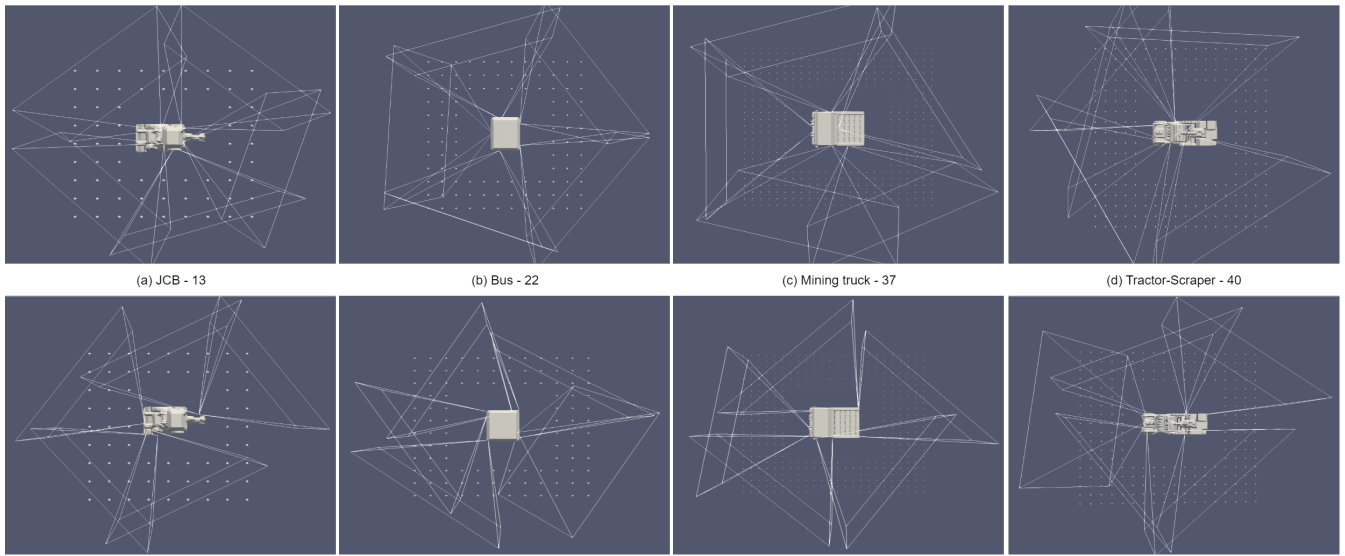 (a) JCB - 13
(b) Bus - 22
(c) Mining truck - 37
(d) Tractor-Scraper - 40